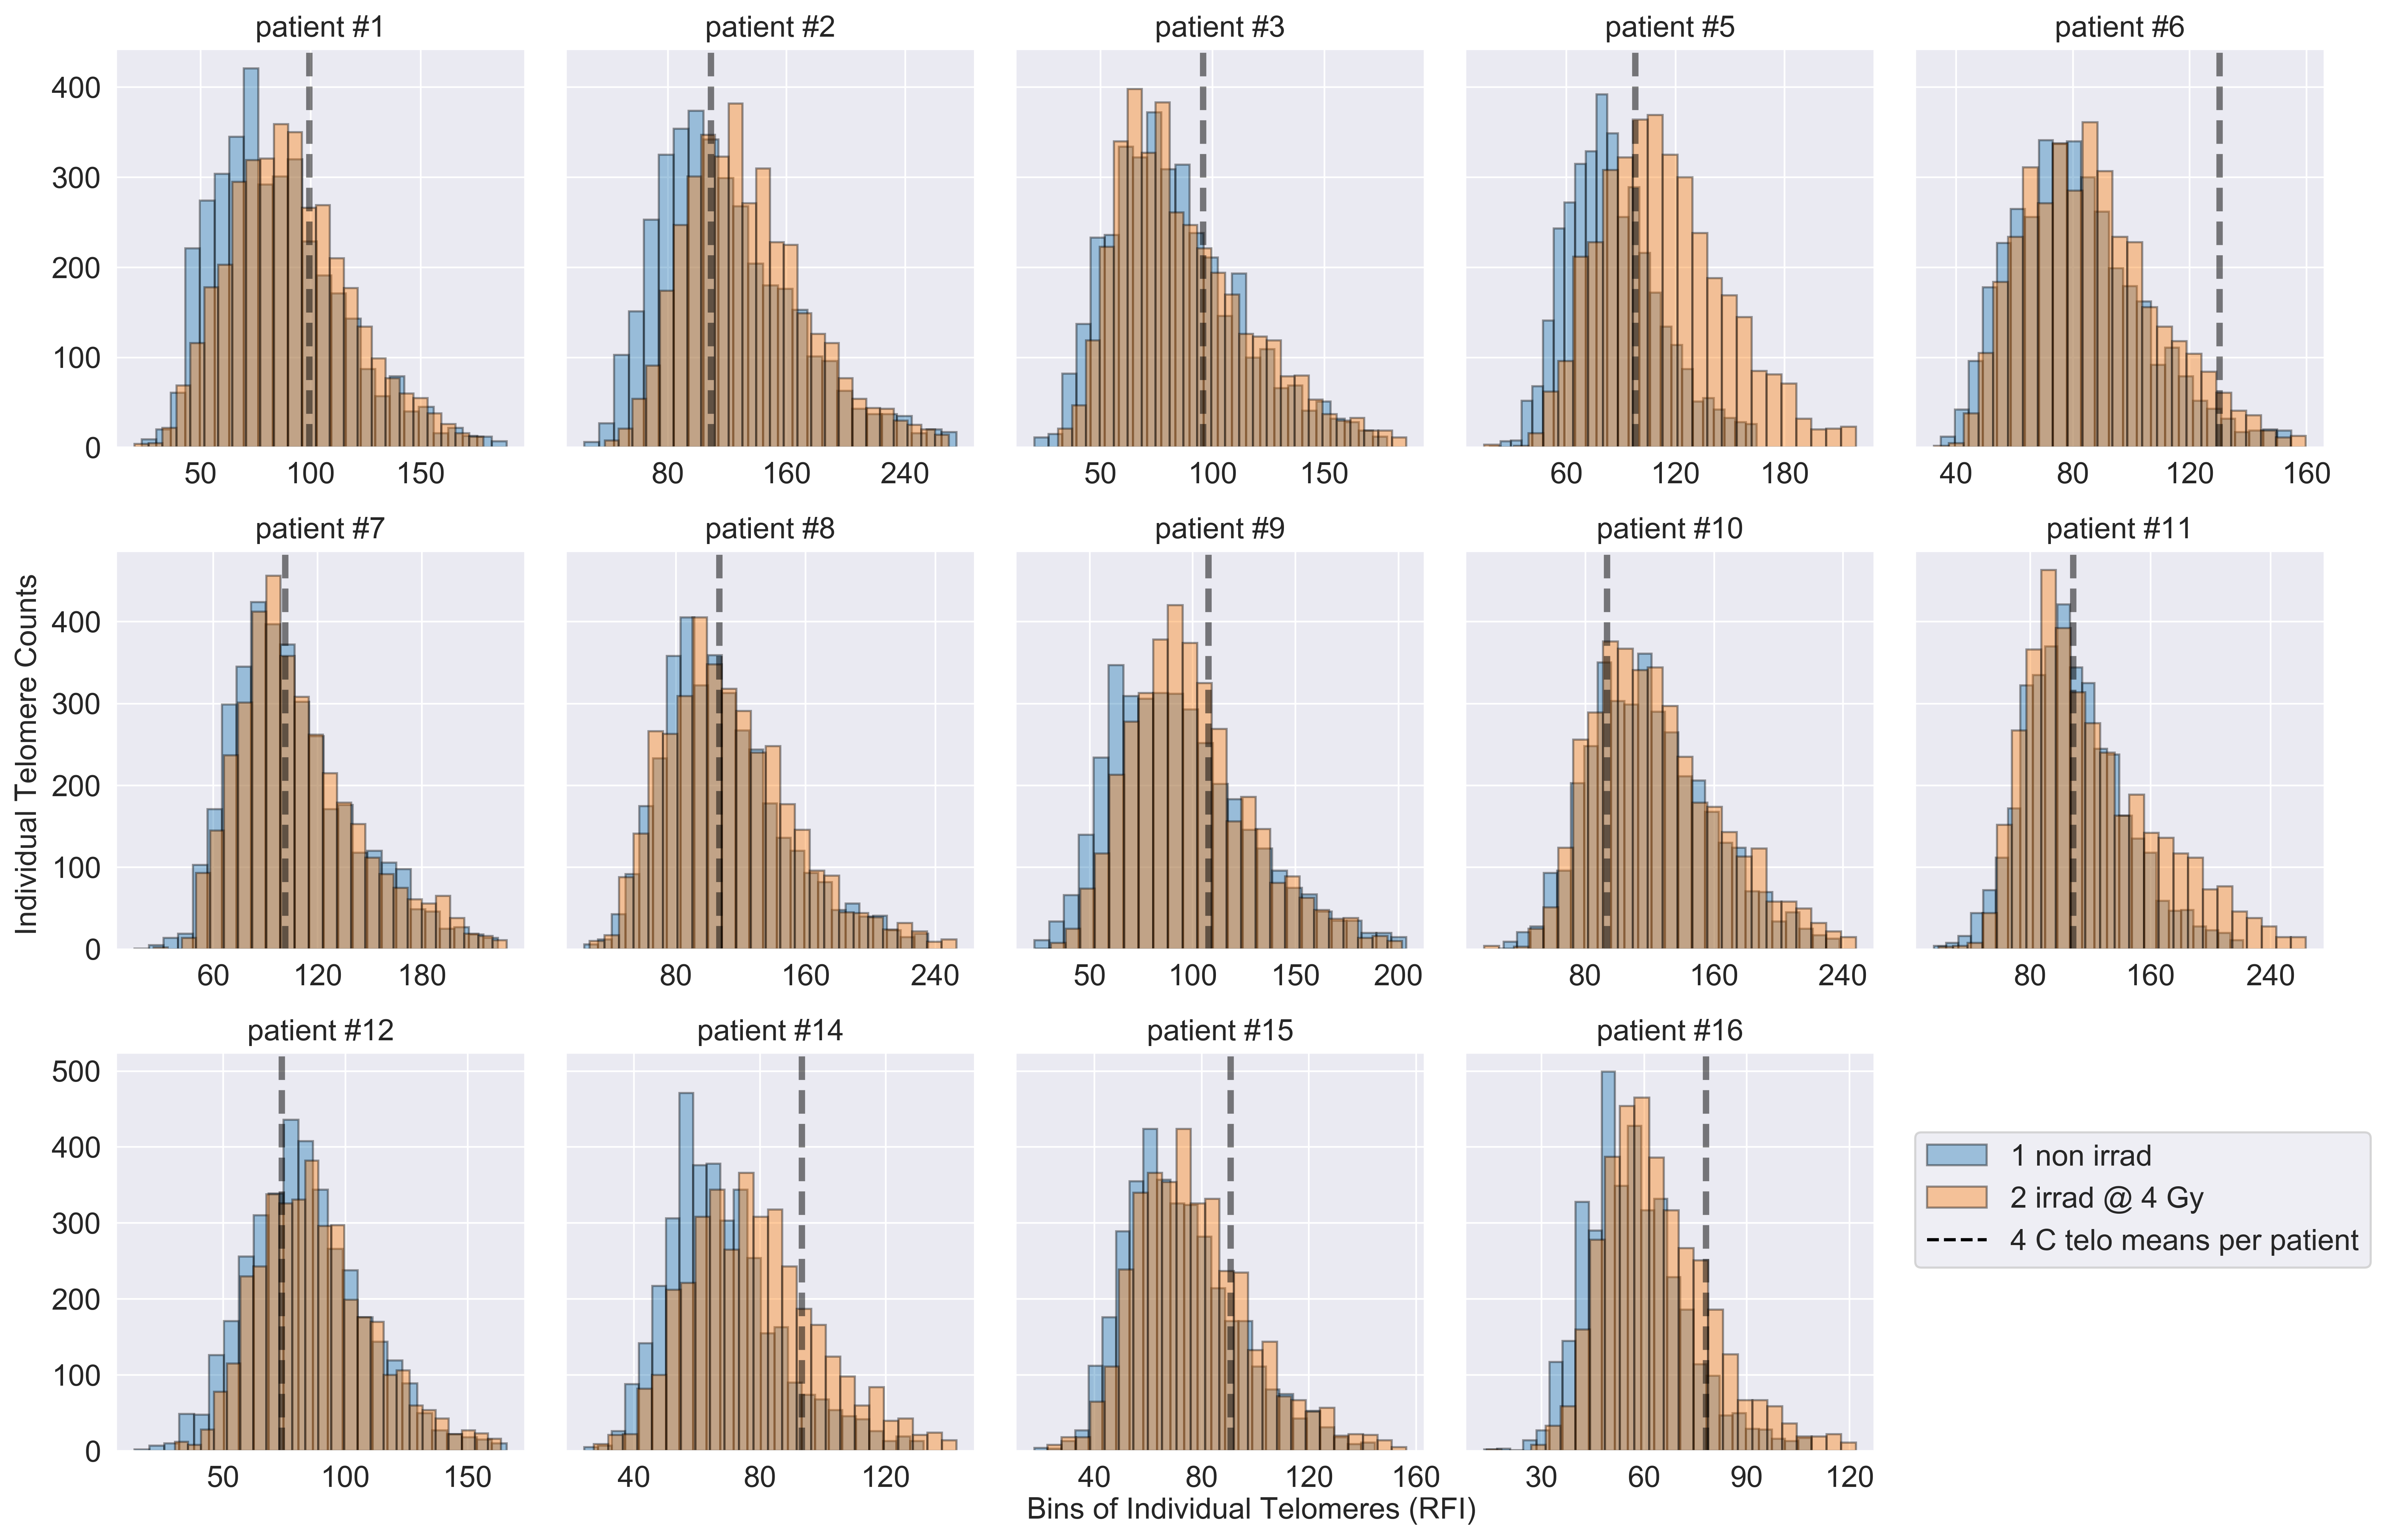 patient #1 patient #2 patient #3 patient #5 patient #6
400
300
200
100
0
50 100 150 80 160 240 50 100 150 60 120 180 40 80 120 160
patient #7 patient #8 patient #9 patient #10 patient #11
Individual Telomere Counts
400
300
200
100
0
60 120 180 80 160 240 50 100 150 200 80 160 240 80 160 240
patient #12 patient #14 patient #15 patient #16
500
400
300
200
100
0
50 100 150 40 80 120 40 80 120 160 30 60 90 120
1 non irrad
2 irrad @ 4 Gy
4 C telo means per patient
Bins of Individual Telomeres (RFI)